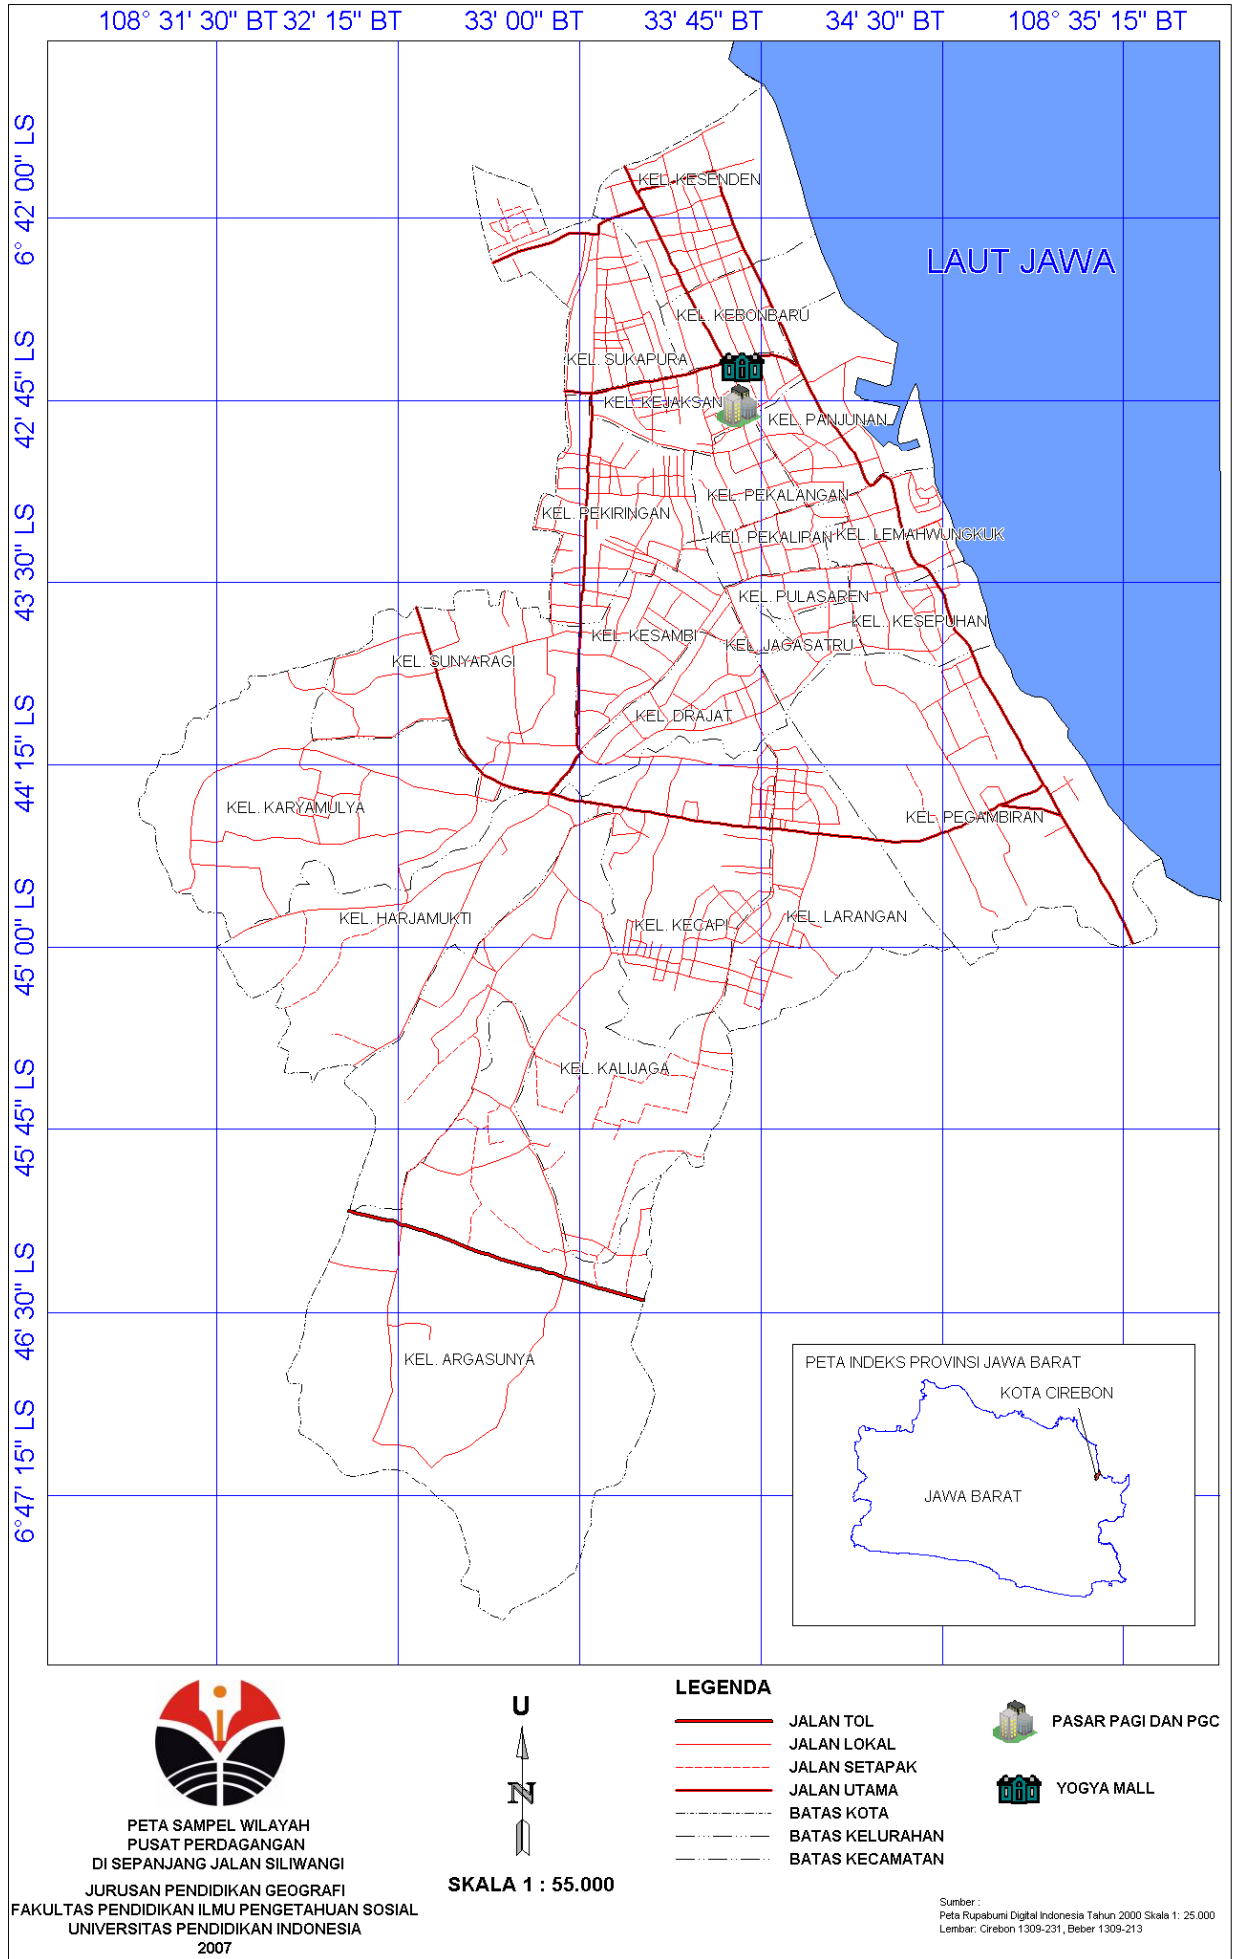 108° 31' 30" BT 32' 15" BT 33' 00" BT 33' 45" BT 34' 30" BT 108° 35' 15" BT
6° 42' 00" LS
42' 45" LS
43' 30" LS
44' 15" LS
45' 00" LS
45' 45" LS
46' 30" LS
6°47' 15" LS
KEL. KESENDEN
LAUT JAWA
KEL. KEBONBARU
KEL. SUKAPURA
KEL. KEJAKSAN
KEL. PANJUNAN
KEL. PEKALANGAN
KEL. PEKIRINGAN
KEL. PEKALIPAN
KEL. LEMAHWUNGKUK
KEL. PULASAREN
KEL. KESEPUHAN
KEL. KESAMBI
KEL. JAGASATRU
KEL. SUNYARAGI
KEL. DRAJAT
KEL. KARYAMULYA
KEL. PEGAMBIRAN
KEL. HARJAMUKTI
KEL. KECAPI
KEL. LARANGAN
KEL. KALIJAGA
KEL. ARGASUNYA
PETA INDEKS PROVINSI JAWA BARAT
KOTA CIREBON
JAWA BARAT
PETA SAMPEL WILAYAH
PUSAT PERDAGANGAN
DI SEPANJANG JALAN SILIWANGI
JURUSAN PENDIDIKAN GEOGRAFI
FAKULTAS PENDIDIKAN ILMU PENGETAHUAN SOSIAL
UNIVERSITAS PENDIDIKAN INDONESIA
2007
U
N
SKALA 1 : 55.000
LEGENDA
JALAN TOL
JALAN LOKAL
JALAN SETAPAK
JALAN UTAMA
BATAS KOTA
BATAS KELURAHAN
BATAS KECAMATAN
PASAR PAGI DAN PGC
YOGYA MALL
Sumber :
Peta Rupabumi Digital Indonesia Tahun 2000 Skala 1: 25.000
Lembar: Cirebon 1309-231, Beber 1309-213